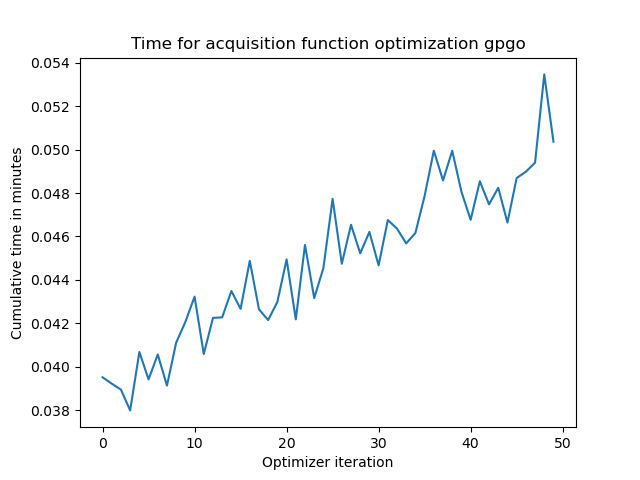 Time for acquisition function optimization gpgo
0.054
0.052
0.050
0.048
0.046
0.044
0.042
0.040
0.038
Cumulative time in minutes
0 10 20 30 40 50
Optimizer iteration